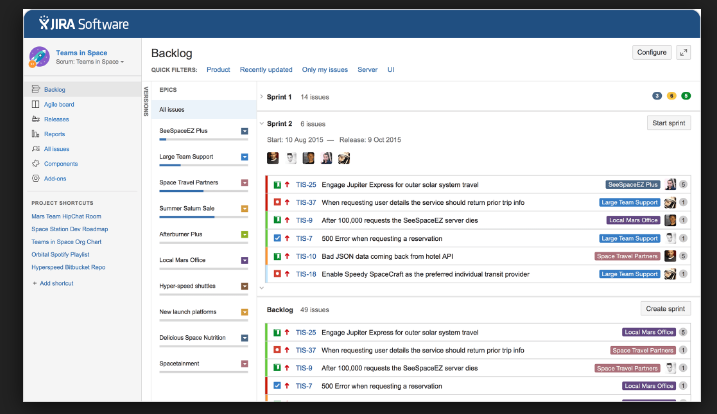 JIRA Software
Teams in Space
Scrum: Teams in Space
Backlog
Agile board
Releases
Reports
All issues
Components
Add-ons
PROJECT SHORTCUTS
Mars Team HipChat Room
Space Station Dev Roadmap
Teams in Space Org Chart
Orbital Spotify Playlist
Hyperspeed Bitbucket Repo
+ Add shortcut
Backlog
Configure
QUICK FILTERS: Product Recently updated Only my issues Server UI
VERSIONS
EPICS
All issues
SeeSpaceEZ Plus
Large Team Support
Space Travel Partners
Summer Saturn Sale
Afterburner Plus
Local Mars Office
Hyper-speed shuttles
New launch platforms
Delicious Space Nutrition
Spacetainment
Sprint 1 14 issues
Sprint 2 6 issues
Start sprint
Start: 10 Aug 2015 — Release: 9 Oct 2015
TIS-25 Engage Jupiter Express for outer solar system travel SeeSpaceEZ Plus 5
TIS-37 When requesting user details the service should return prior trip info Large Team Support 1
TIS-9 After 100,000 requests the SeeSpaceEZ server dies Local Mars Office 1
TIS-7 500 Error when requesting a reservation Large Team Support 1
TIS-10 Bad JSON data coming back from hotel API Space Travel Partners 5
TIS-18 Enable Speedy SpaceCraft as the preferred individual transit provider Large Team Support 1
Backlog 49 issues
Create sprint
TIS-25 Engage Jupiter Express for outer solar system travel Local Mars Office 5
TIS-37 When requesting user details the service should return prior trip info Space Travel Partners 1
TIS-9 After 100,000 requests the SeeSpaceEZ server dies Space Travel Partners 1
TIS-7 500 Error when requesting a reservation Local Mars Office 1